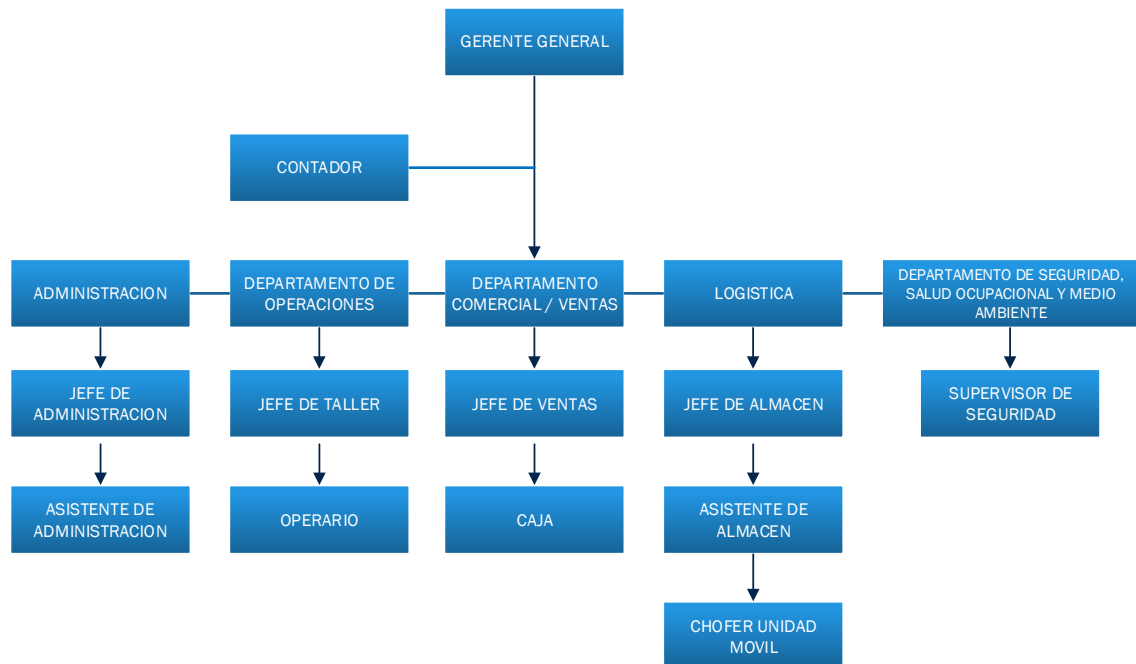 GERENTE GENERAL
CONTADOR
ADMINISTRACION
DEPARTAMENTO DE
OPERACIONES
DEPARTAMENTO
COMERCIAL / VENTAS
LOGISTICA
DEPARTAMENTO DE SEGURIDAD,
SALUD OCUPACIONAL Y MEDIO
AMBIENTE
JEFE DE
ADMINISTRACION
JEFE DE TALLER
JEFE DE VENTAS
JEFE DE ALMACEN
SUPERVISOR DE
SEGURIDAD
ASISTENTE DE
ADMINISTRACION
OPERARIO
CAJA
ASISTENTE DE
ALMACEN
CHOFER UNIDAD
MOVIL